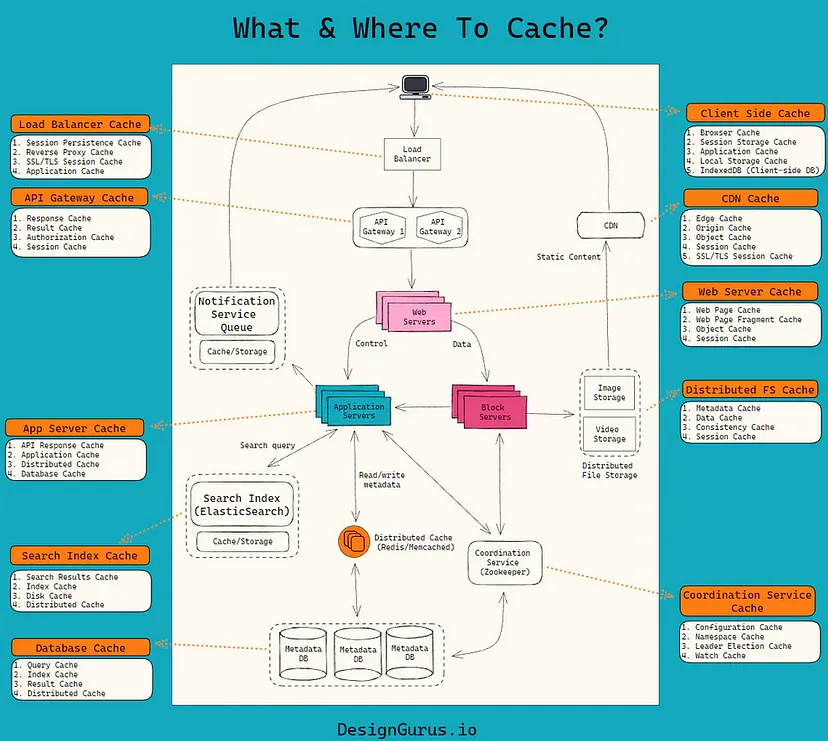 What & Where To Cache?
Load Balancer Cache
1. Session Persistence Cache
2. Reverse Proxy Cache
3. SSL/TLS Session Cache
4. Application Cache
API Gateway Cache
1. Response Cache
2. Result Cache
3. Authorization Cache
4. Session Cache
App Server Cache
1. API Response Cache
2. Application Cache
3. Distributed Cache
4. Database Cache
Search Index Cache
1. Search Results Cache
2. Index Cache
3. Disk Cache
4. Distributed Cache
Database Cache
1. Query Cache
2. Index Cache
3. Result Cache
4. Distributed Cache
Load
Balancer
API
Gateway 1
API
Gateway 2
CDN
Static Content
Notification
Service
Queue
Cache/Storage
Web
Servers
Control
Data
Application
Servers
Block
Servers
Image
Storage
Video
Storage
Distributed
File Storage
Search query
Read/write
metadata
Search Index
(ElasticSearch)
Cache/Storage
Distributed Cache
(Redis/Memcached)
Coordination
Service
(Zookeeper)
Metadata
DB
Metadata
DB
Metadata
DB
Client Side Cache
1. Browser Cache
2. Session Storage Cache
3. Application Cache
4. Local Storage Cache
5. IndexedDB (Client-side DB)
CDN Cache
1. Edge Cache
2. Origin Cache
3. Object Cache
4. Session Cache
5. SSL/TLS Session Cache
Web Server Cache
1. Web Page Cache
2. Web Page Fragment Cache
3. Object Cache
4. Session Cache
Distributed FS Cache
1. Metadata Cache
2. Data Cache
3. Consistency Cache
4. Session Cache
Coordination Service
Cache
1. Configuration Cache
2. Namespace Cache
3. Leader Election Cache
4. Watch Cache
DesignGurus.io